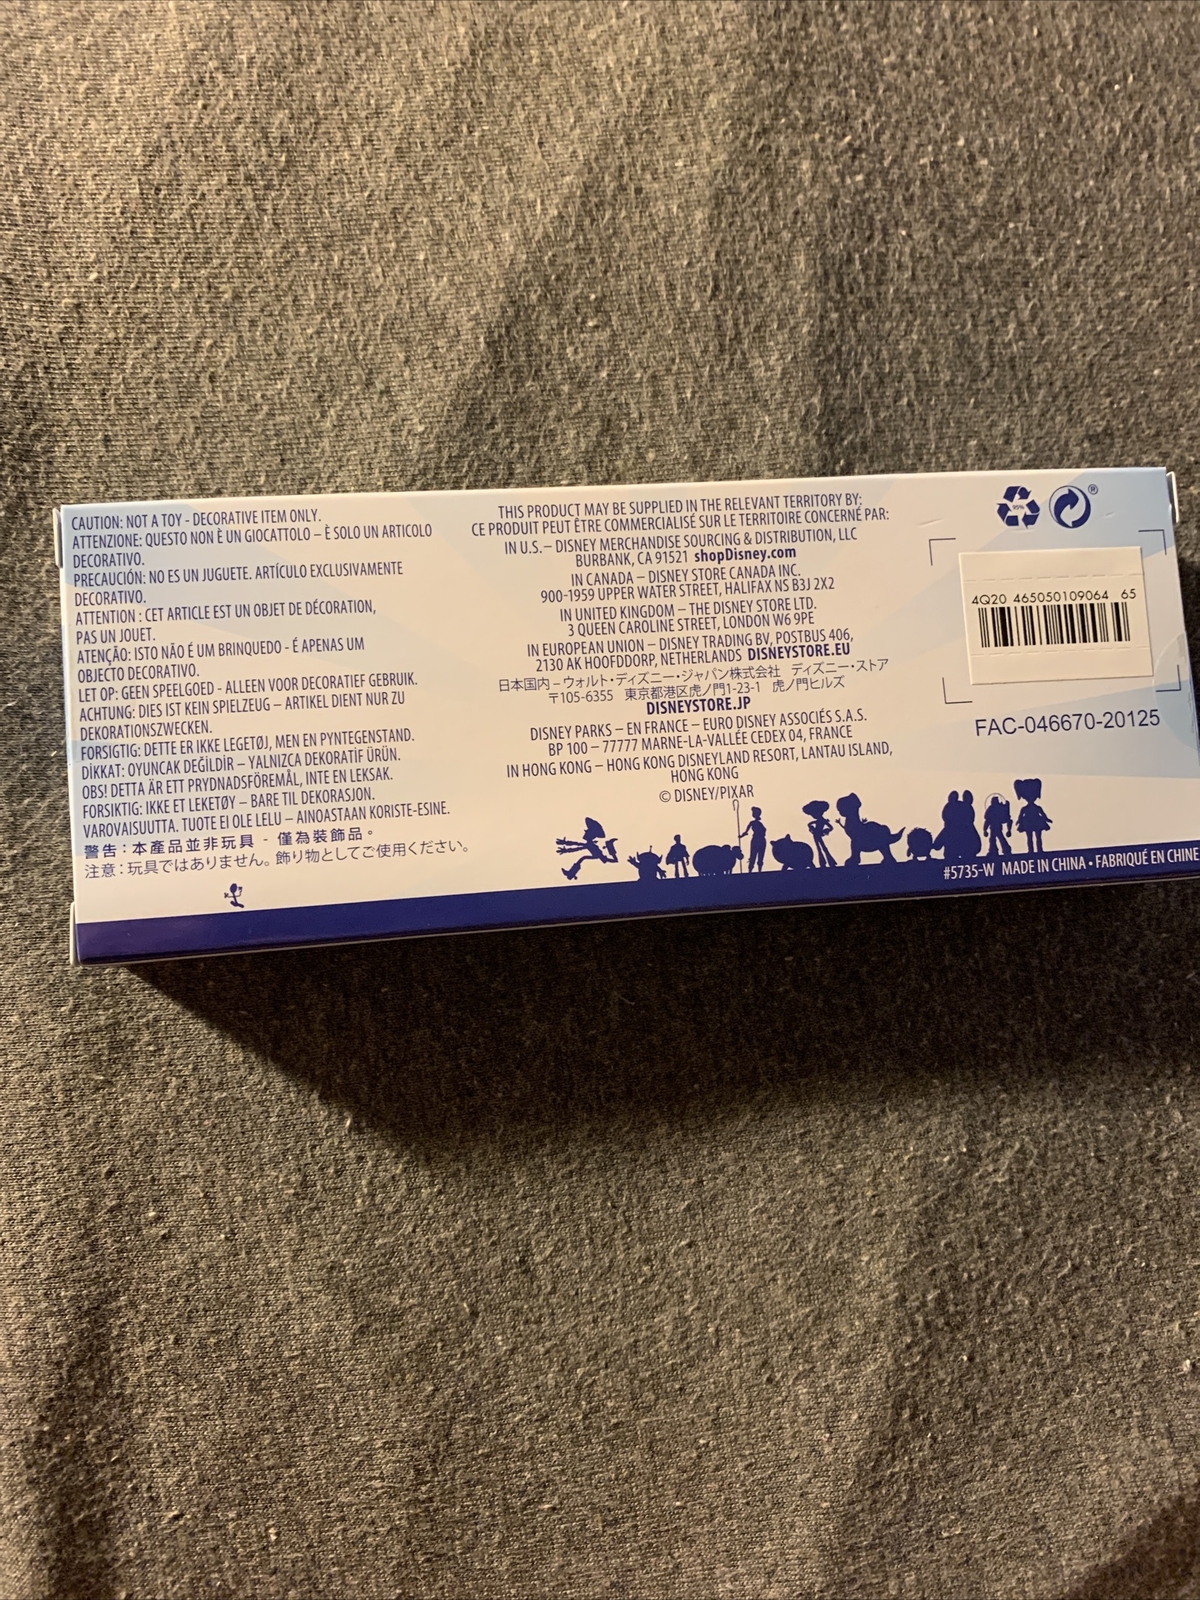 CAUTION: NOT A TOY - DECORATIVE ITEM ONLY.
ATTENZIONE: QUESTO NON È UN GIOCATTOLO – È SOLO UN ARTICOLO
DECORATIVO.
PRECAUCIÓN: NO ES UN JUGUETE. ARTÍCULO EXCLUSIVAMENTE
DECORATIVO.
ATTENTION : CET ARTICLE EST UN OBJET DE DÉCORATION,
PAS UN JOUET.
ATENÇÃO: ISTO NÃO É UM BRINQUEDO - É APENAS UM
OBJECTO DECORATIVO.
LET OP: GEEN SPEELGOED - ALLEEN VOOR DECORATIEF GEBRUIK.
ACHTUNG: DIES IST KEIN SPIELZEUG – ARTIKEL DIENT NUR ZU
DEKORATIONSZWECKEN.
FORSIGTIG: DETTE ER IKKE LEGETØJ, MEN EN PYNTEGENSTAND.
DİKKAT: OYUNCAK DEĞİLDİR – YALNIZCA DEKORATİF ÜRÜN.
OBS! DETTA ÄR ETT PRYDNADSFÖREMÅL, INTE EN LEKSAK.
FORSIKTIG: IKKE ET LEKETØY – BARE TIL DEKORASJON.
VAROVAISUUTTA. TUOTE EI OLE LELU – AINOASTAAN KORISTE-ESINE.
警告：本產品並非玩具 - 僅為裝飾品。
注意：玩具ではありません。飾り物としてご使用ください。
THIS PRODUCT MAY BE SUPPLIED IN THE RELEVANT TERRITORY BY:
CE PRODUIT PEUT ÊTRE COMMERCIALISÉ SUR LE TERRITOIRE CONCERNÉ PAR:
IN U.S. – DISNEY MERCHANDISE SOURCING & DISTRIBUTION, LLC
BURBANK, CA 91521 shopDisney.com
IN CANADA – DISNEY STORE CANADA INC.
900-1959 UPPER WATER STREET, HALIFAX NS B3J 2X2
IN UNITED KINGDOM – THE DISNEY STORE LTD.
3 QUEEN CAROLINE STREET, LONDON W6 9PE
IN EUROPEAN UNION – DISNEY TRADING BV, POSTBUS 406,
2130 AK HOOFDDORP, NETHERLANDS DISNEYSTORE.EU
日本国内 – ウォルト・ディズニー・ジャパン株式会社 ディズニー・ストア
〒105-6355 東京都港区虎ノ門1-23-1 虎ノ門ヒルズ
DISNEYSTORE.JP
DISNEY PARKS – EN FRANCE – EURO DISNEY ASSOCIÉS S.A.S.
BP 100 – 77777 MARNE-LA-VALLÉE CEDEX 04, FRANCE
IN HONG KONG – HONG KONG DISNEYLAND RESORT, LANTAU ISLAND,
HONG KONG
© DISNEY/PIXAR
95%
®
4Q20 465050109064 65
FAC-046670-20125
#5735-W MADE IN CHINA • FABRIQUÉ EN CHINE